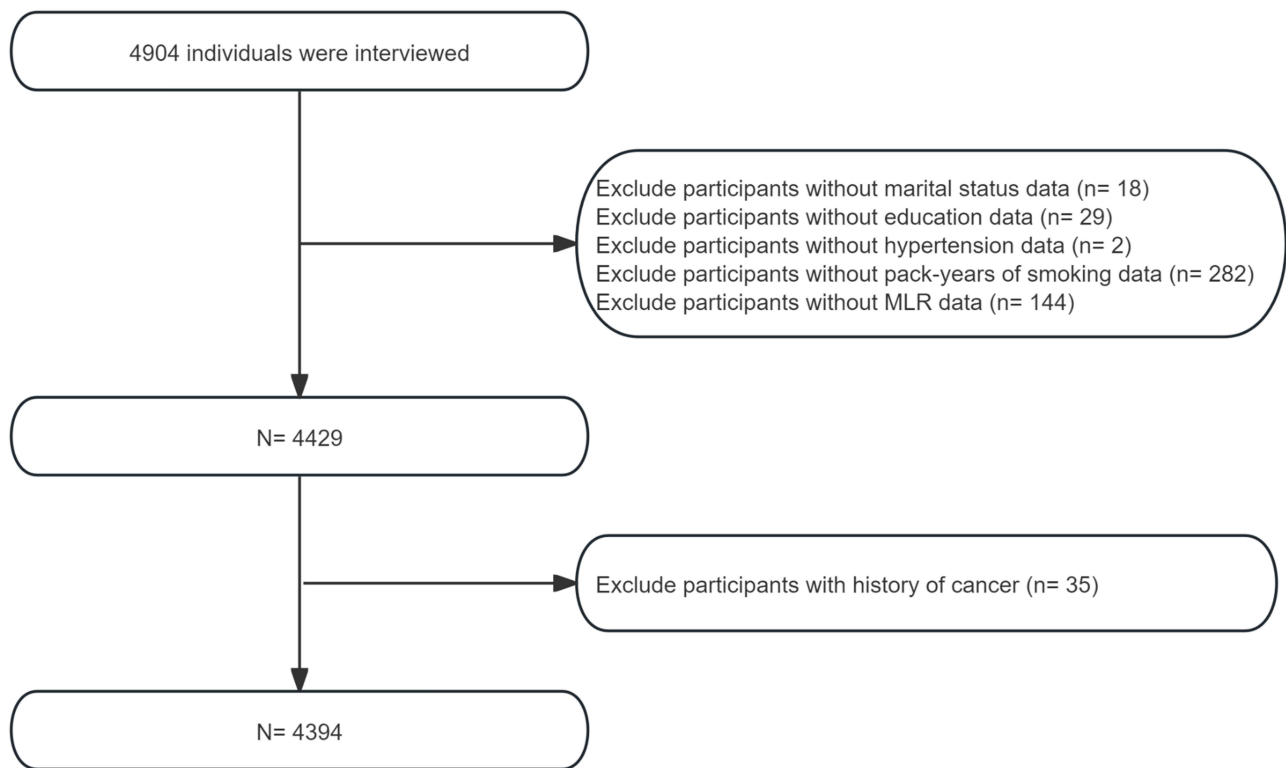 4904 individuals were interviewed
Exclude participants without marital status data (n= 18)
Exclude participants without education data (n= 29)
Exclude participants without hypertension data (n= 2)
Exclude participants without pack-years of smoking data (n= 282)
Exclude participants without MLR data (n= 144)
N= 4429
Exclude participants with history of cancer (n= 35)
N= 4394